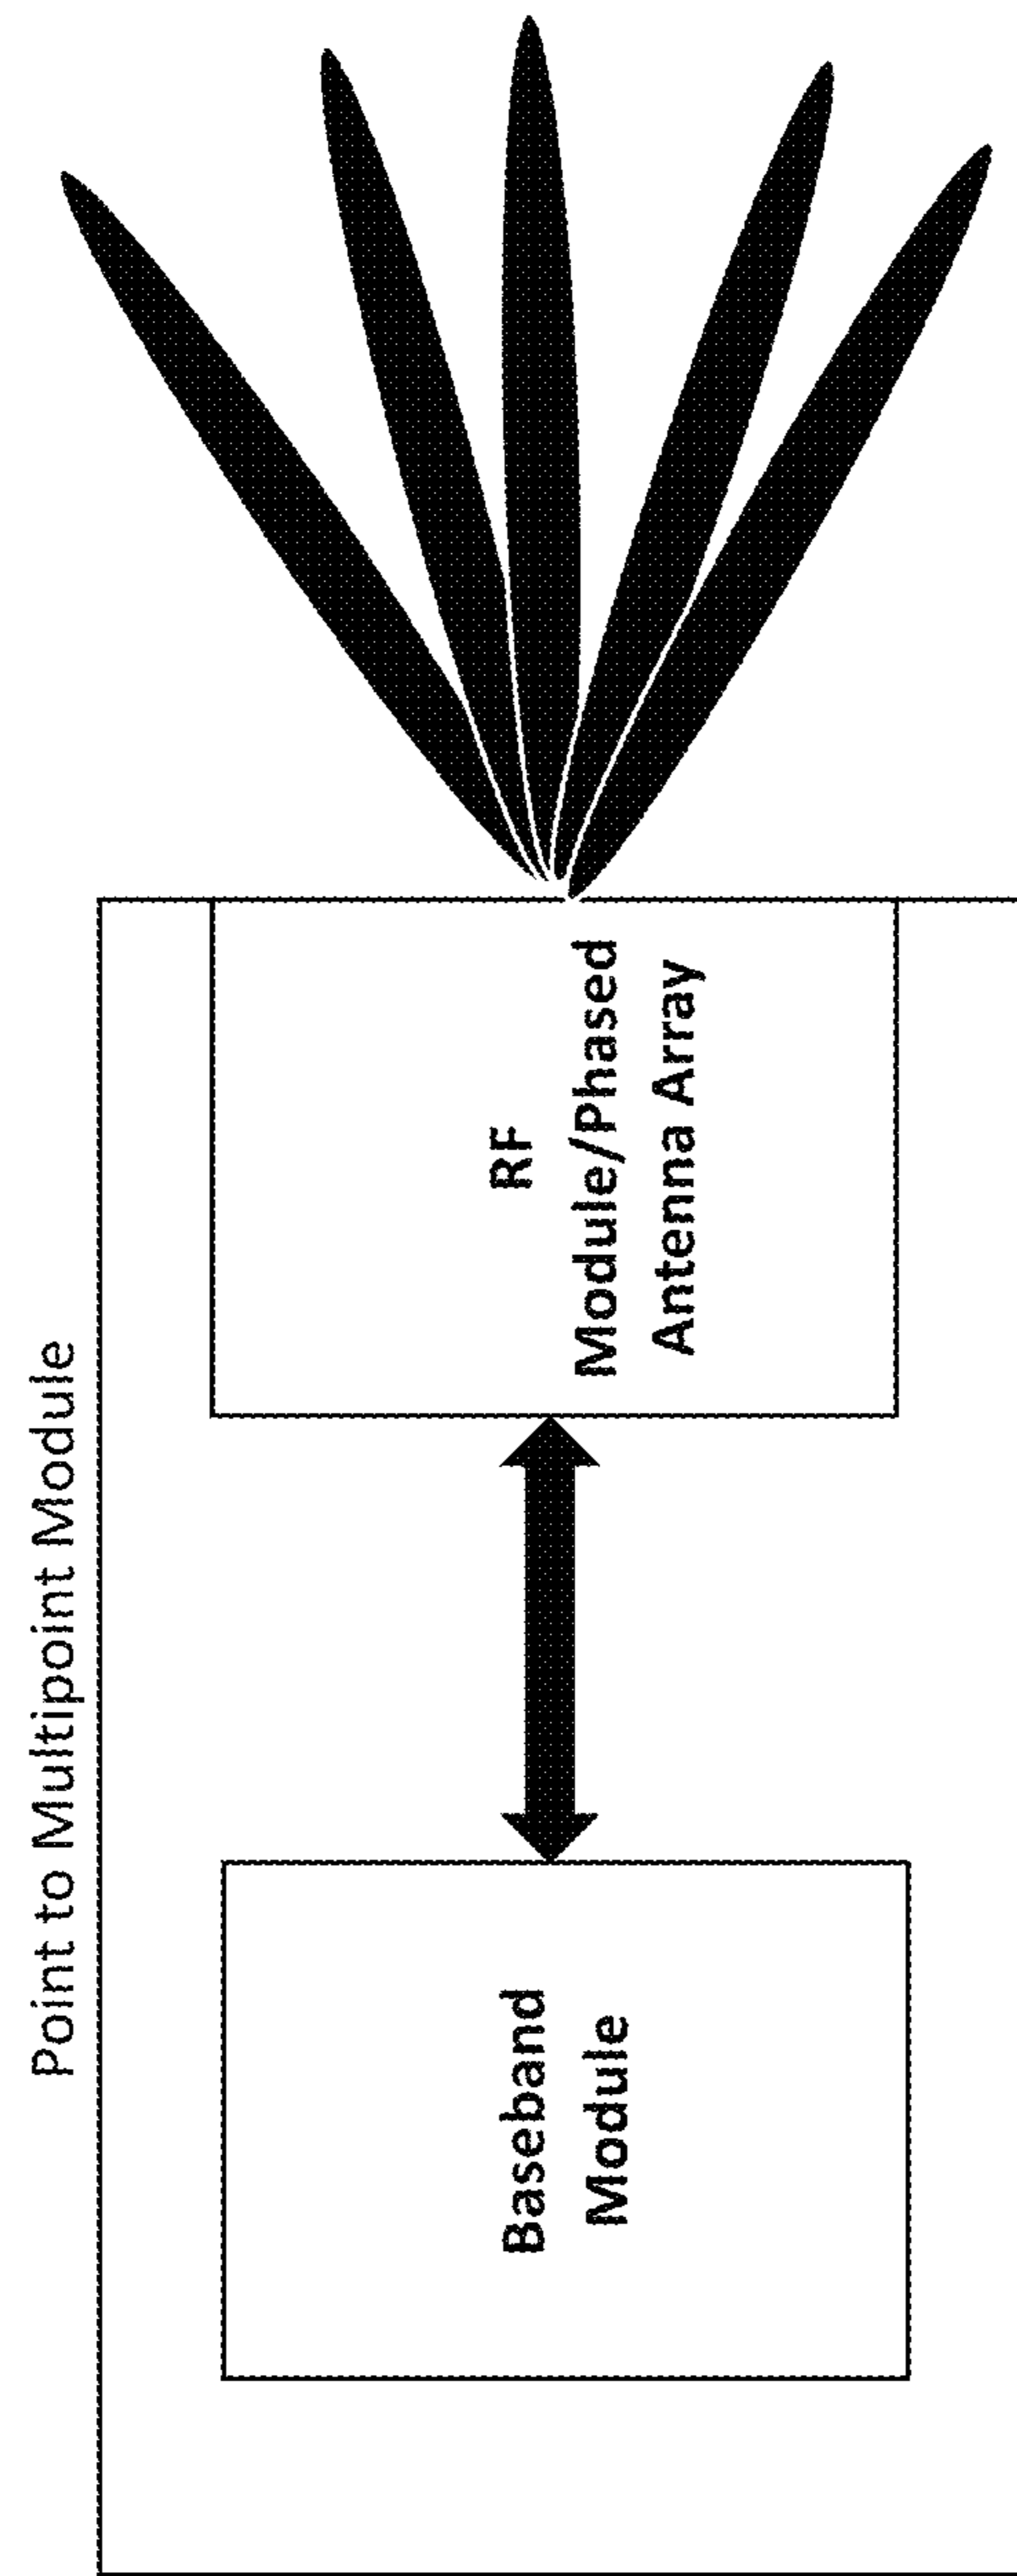 Point to Multipoint Module
Baseband
Module
RF
Module/Phased
Antenna Array